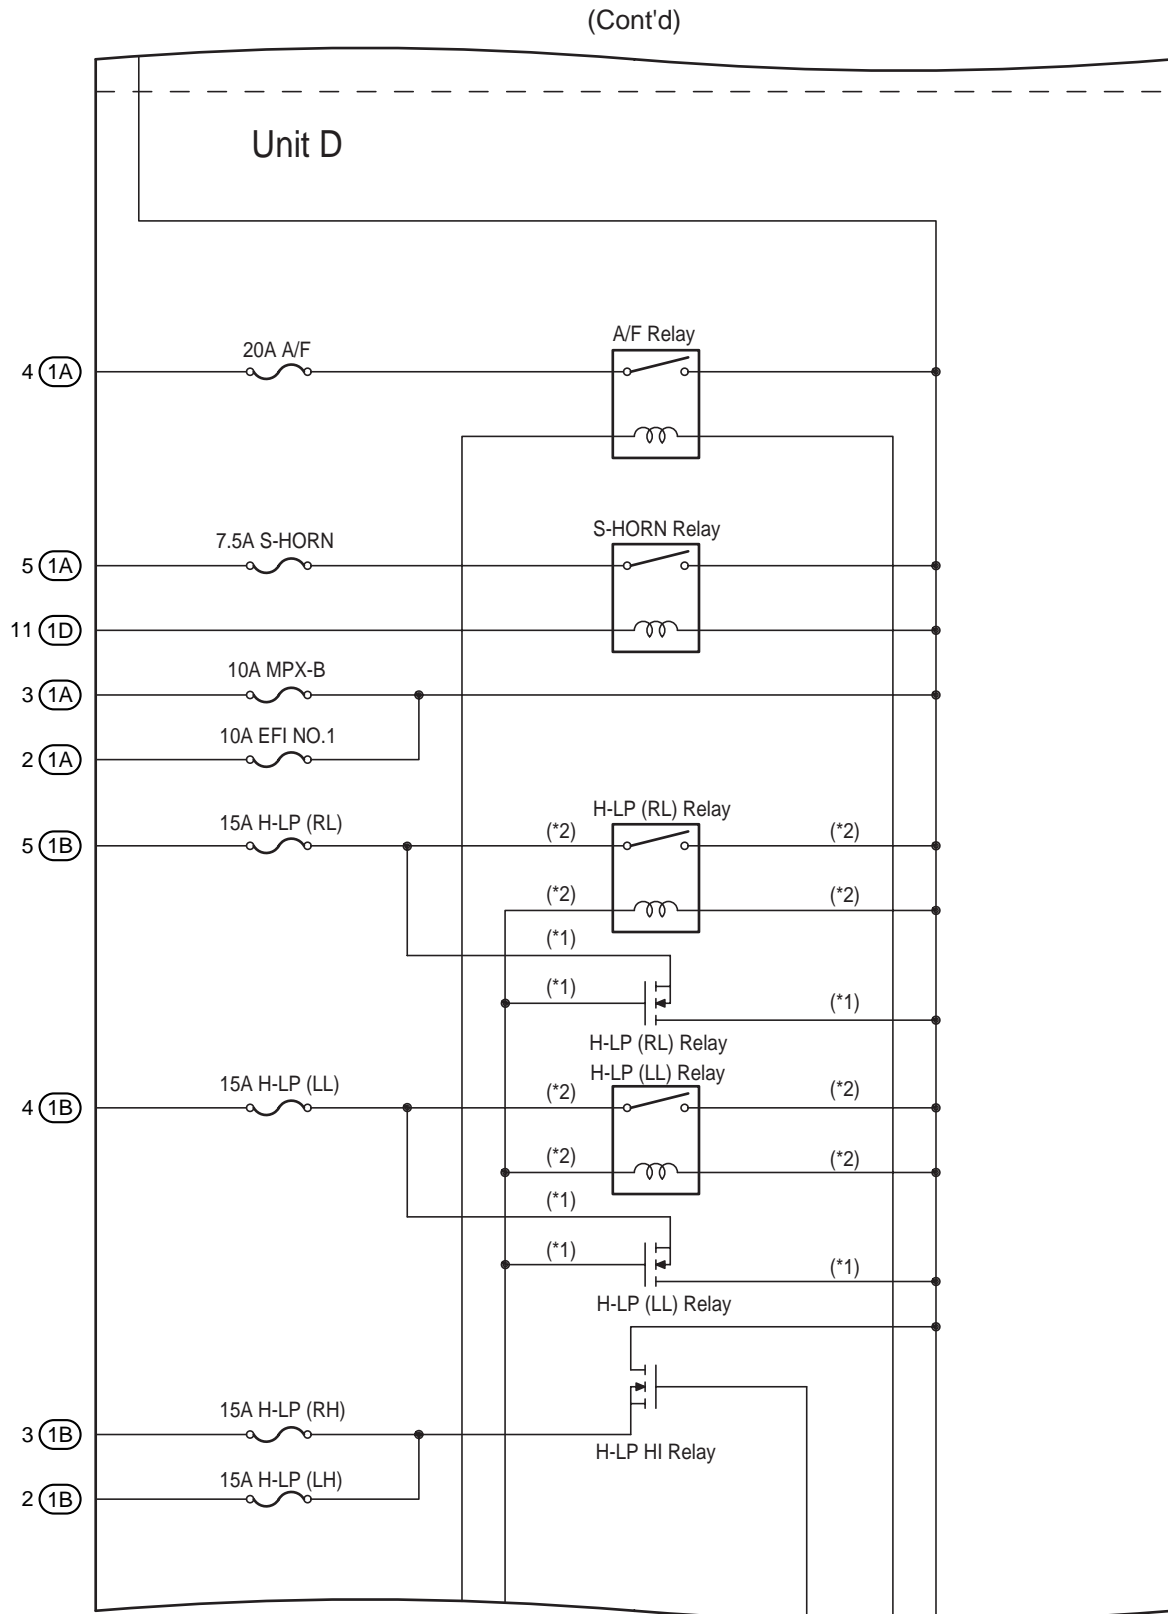 (Cont'd)
Unit D
20A A/F
A/F Relay
4 1A
7.5A S-HORN
S-HORN Relay
5 1A
11 1D
10A MPX-B
3 1A
10A EFI NO.1
2 1A
15A H-LP (RL)
H-LP (RL) Relay
5 1B
(*2)
(*2)
(*2)
(*2)
(*1)
(*1)
(*1)
H-LP (RL) Relay
15A H-LP (LL)
H-LP (LL) Relay
4 1B
(*2)
(*2)
(*2)
(*2)
(*1)
(*1)
(*1)
H-LP (LL) Relay
15A H-LP (RH)
3 1B
H-LP HI Relay
15A H-LP (LH)
2 1B